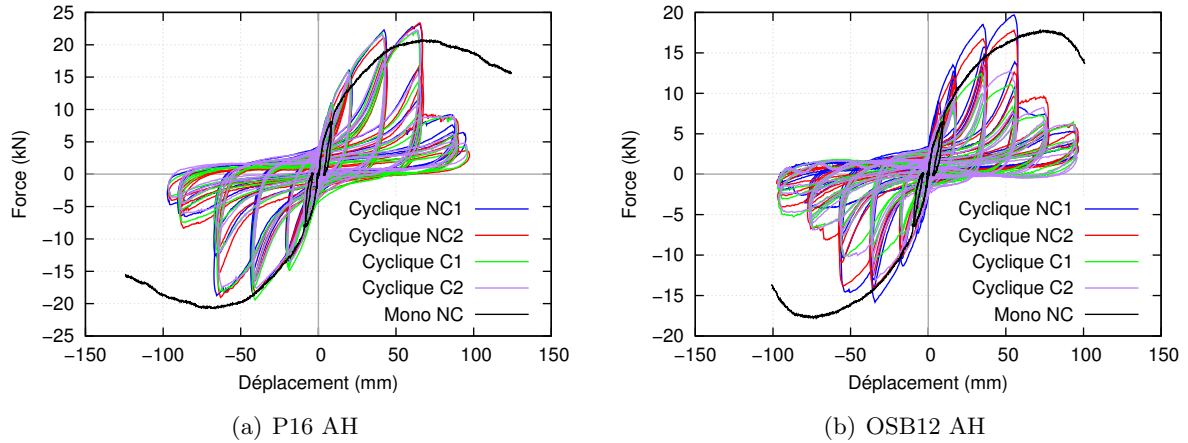 25
20
15
10
5
0
−5
−10
−15
−20
−25
−150 −100 −50 0 50 100 150
Force (kN)
Déplacement (mm)
Cyclique NC1
Cyclique NC2
Cyclique C1
Cyclique C2
Mono NC
(a) P16 AH
20
15
10
5
0
−5
−10
−15
−20
−150 −100 −50 0 50 100 150
Force (kN)
Déplacement (mm)
Cyclique NC1
Cyclique NC2
Cyclique C1
Cyclique C2
Mono NC
(b) OSB12 AH